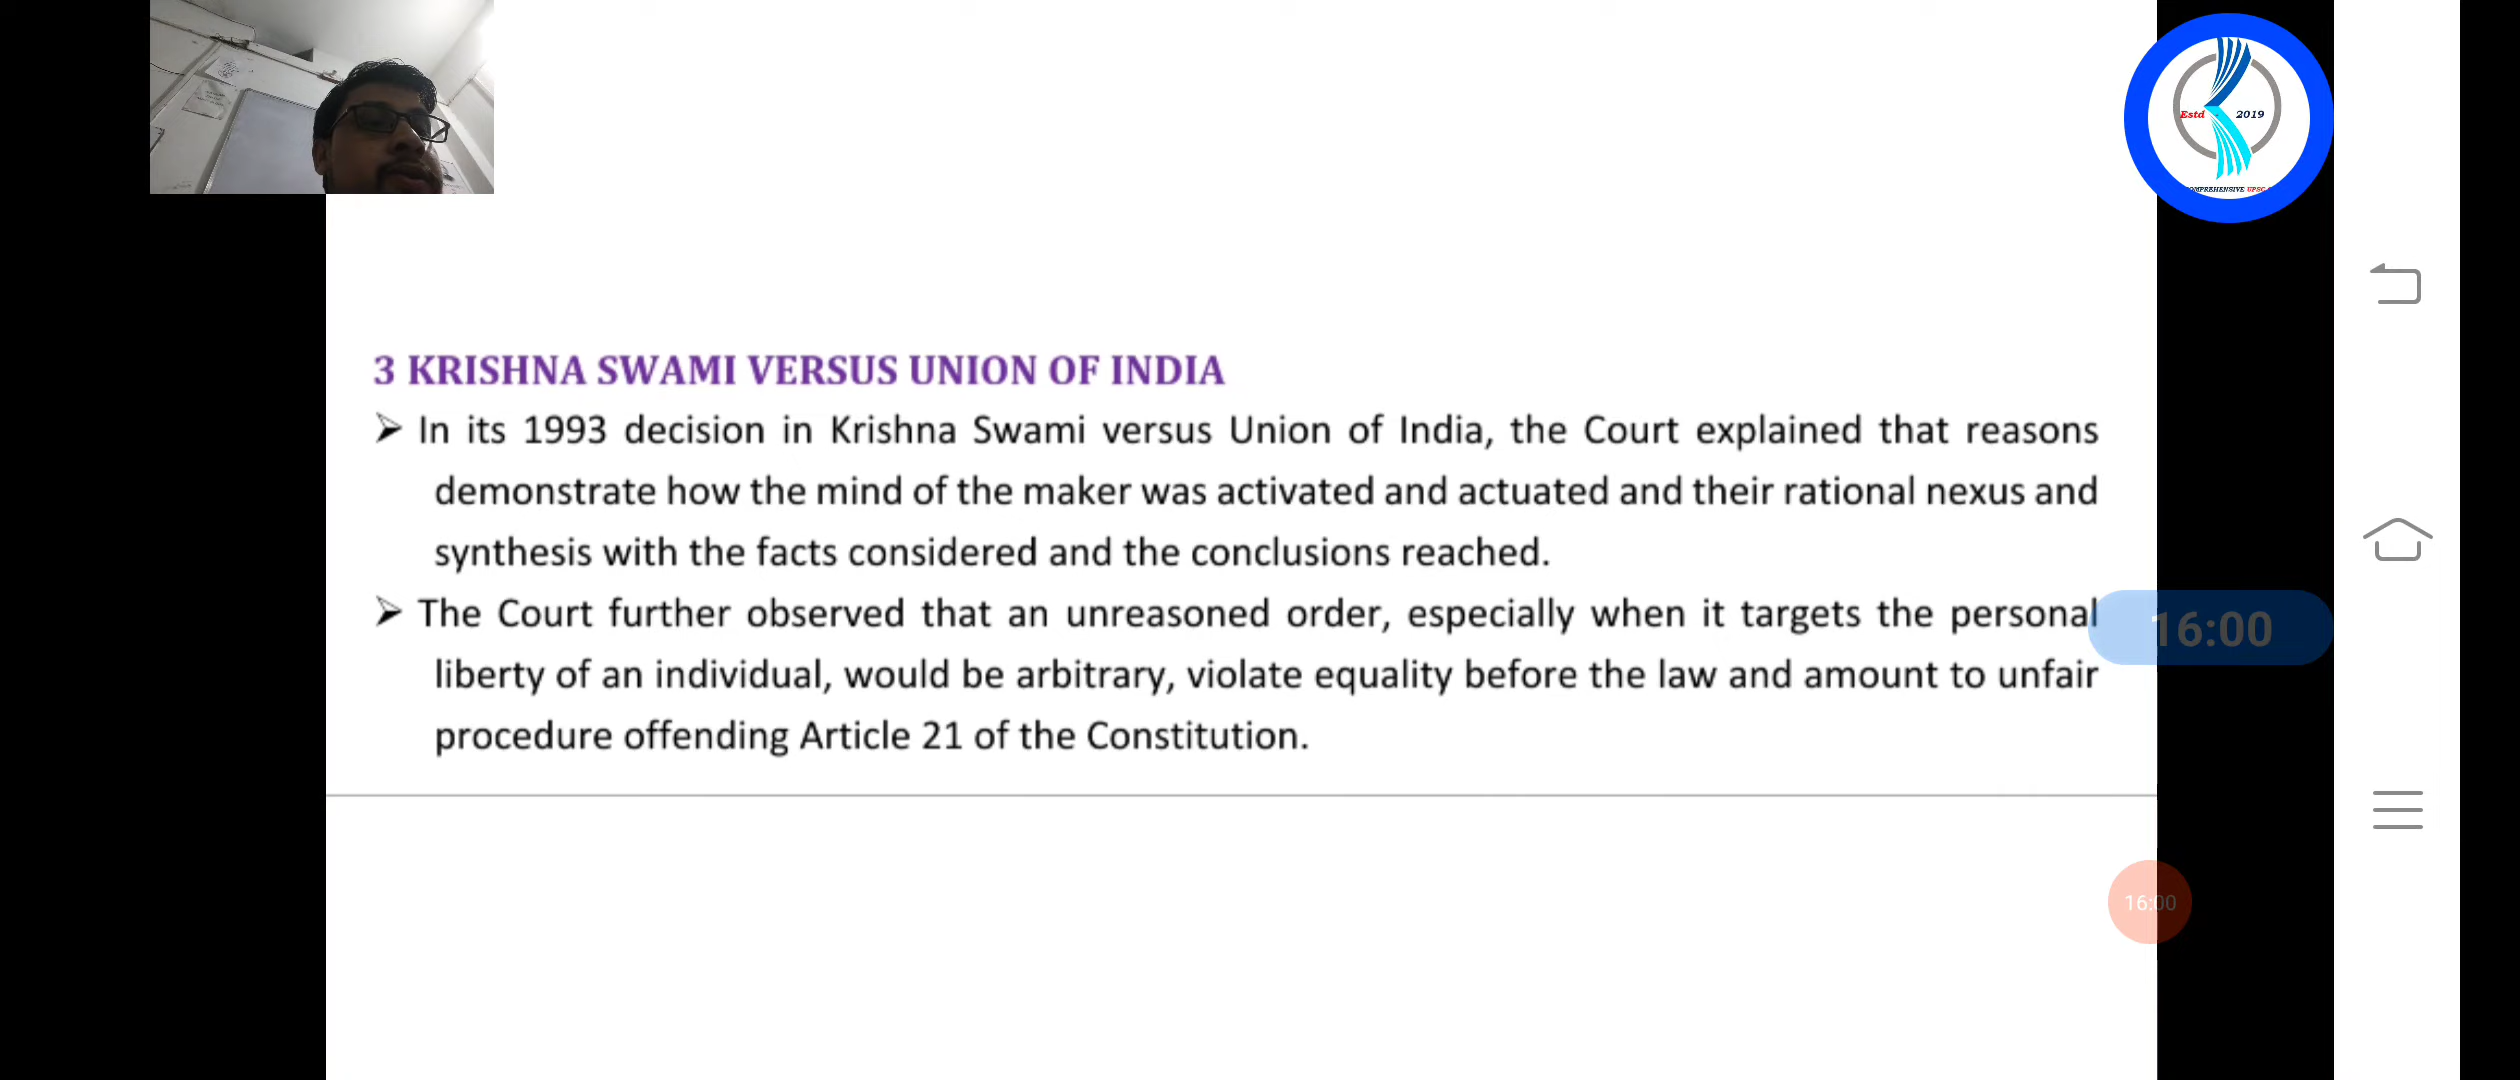 Estd 2019
COMPREHENSIVE UPSC
3 KRISHNA SWAMI VERSUS UNION OF INDIA
➢ In its 1993 decision in Krishna Swami versus Union of India, the Court explained that reasons
demonstrate how the mind of the maker was activated and actuated and their rational nexus and
synthesis with the facts considered and the conclusions reached.
➢ The Court further observed that an unreasoned order, especially when it targets the personal
liberty of an individual, would be arbitrary, violate equality before the law and amount to unfair
procedure offending Article 21 of the Constitution.
16:00
16:00